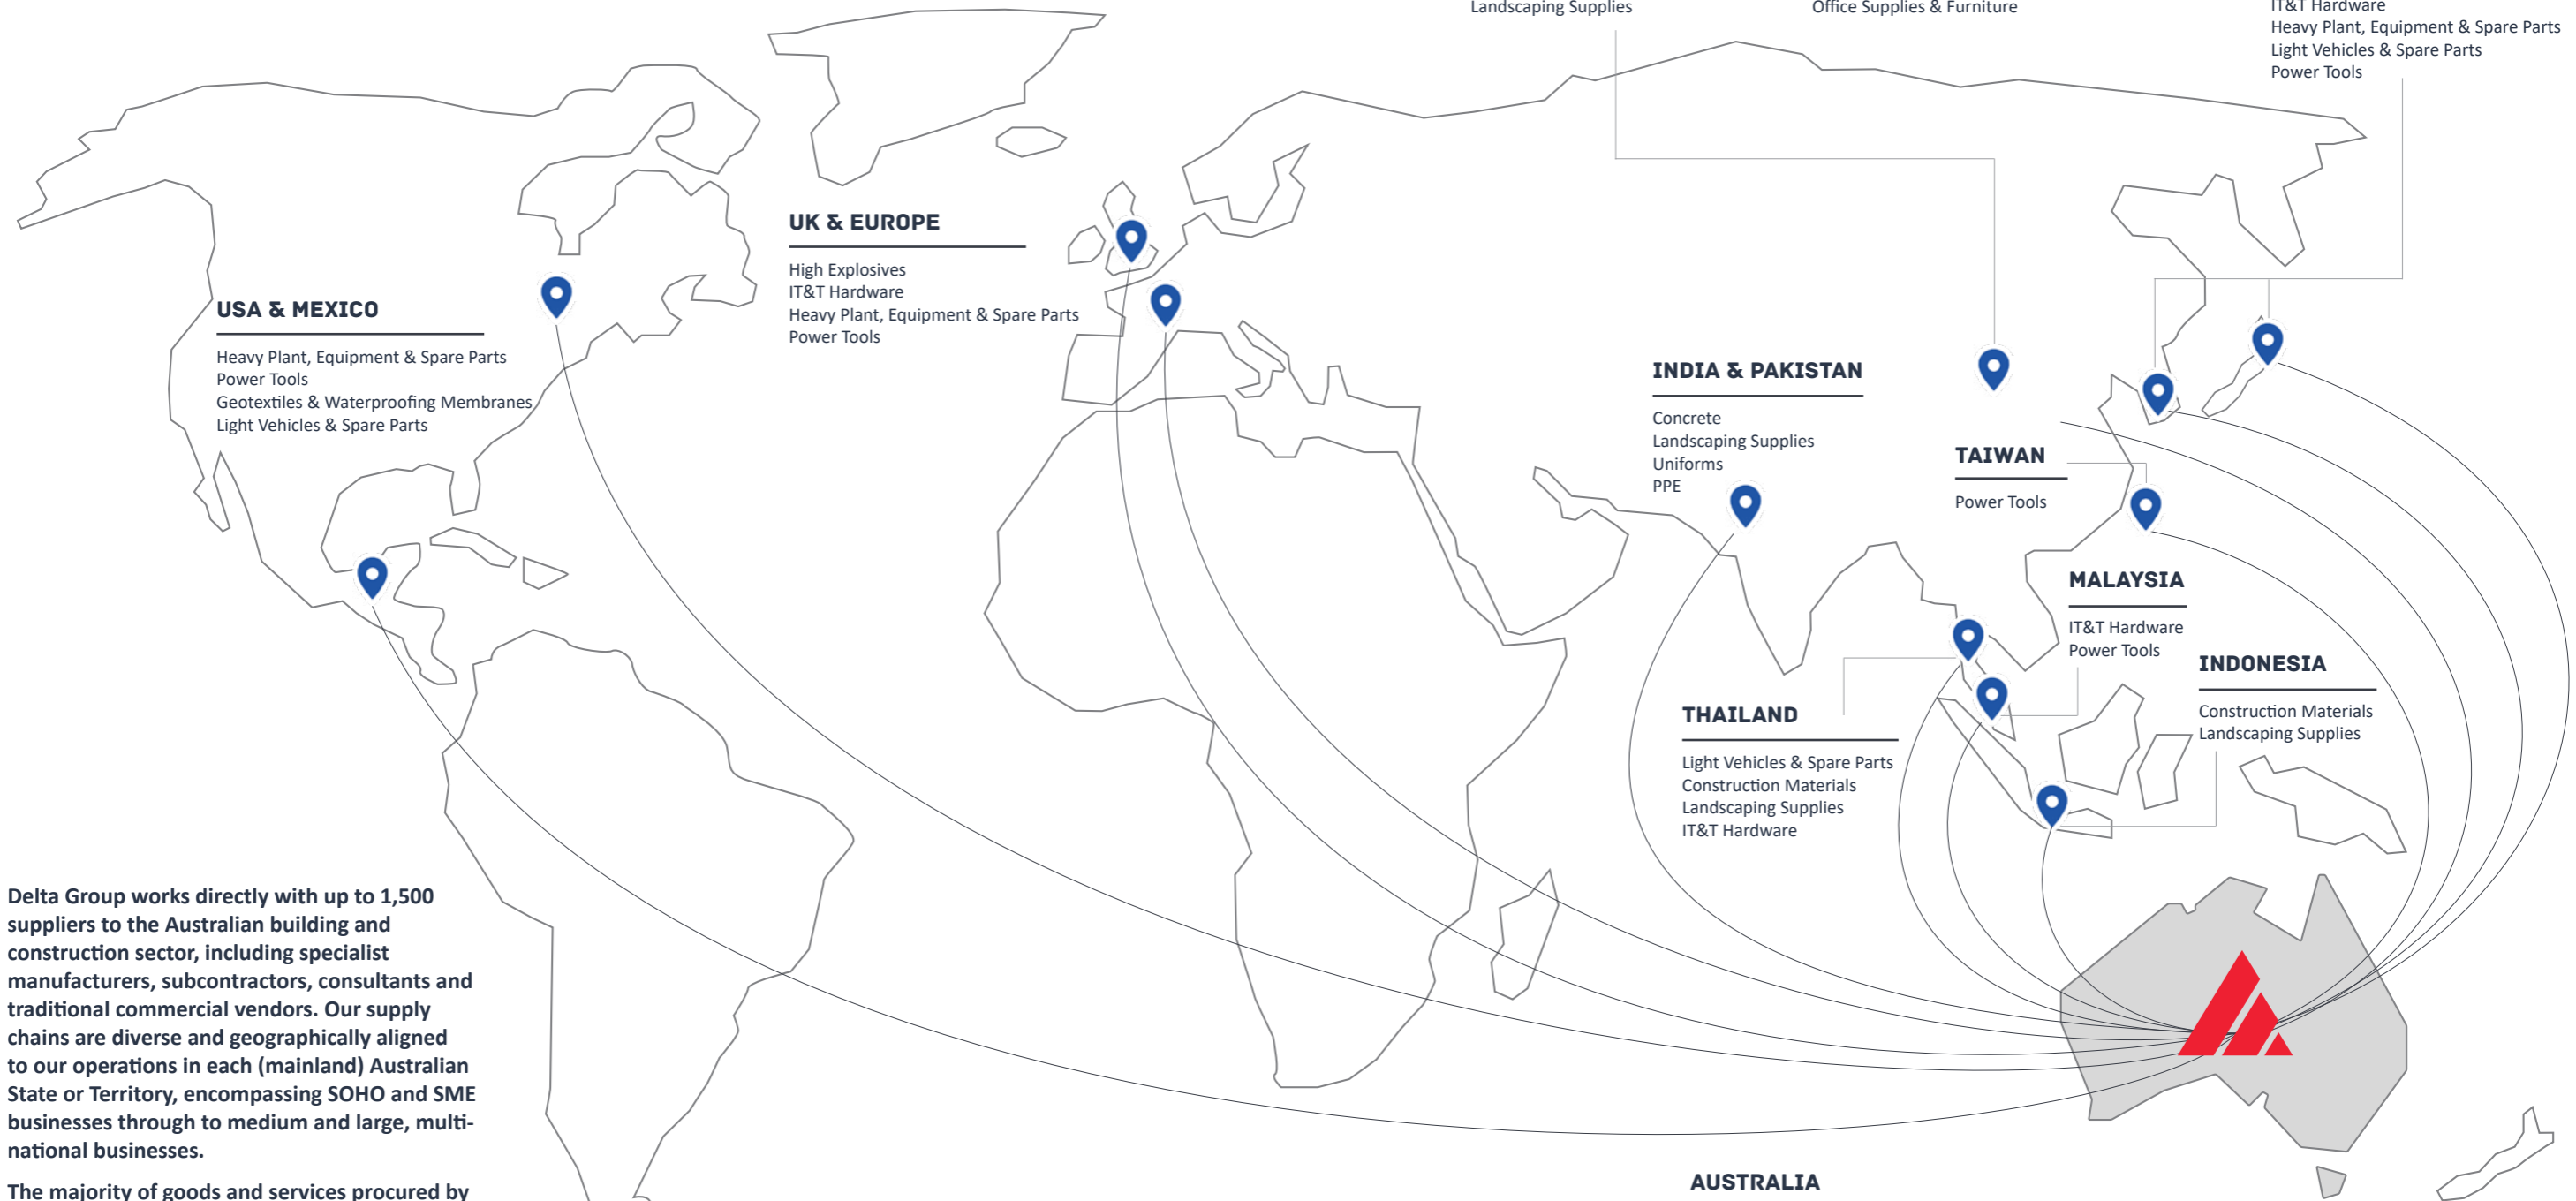 Landscaping Supplies
Office Supplies & Furniture
IT&T Hardware
Heavy Plant, Equipment & Spare Parts
Light Vehicles & Spare Parts
Power Tools
UK & EUROPE
High Explosives
IT&T Hardware
Heavy Plant, Equipment & Spare Parts
Power Tools
USA & MEXICO
Heavy Plant, Equipment & Spare Parts
Power Tools
Geotextiles & Waterproofing Membranes
Light Vehicles & Spare Parts
INDIA & PAKISTAN
Concrete
Landscaping Supplies
Uniforms
PPE
TAIWAN
Power Tools
MALAYSIA
IT&T Hardware
Power Tools
INDONESIA
Construction Materials
Landscaping Supplies
THAILAND
Light Vehicles & Spare Parts
Construction Materials
Landscaping Supplies
IT&T Hardware
Delta Group works directly with up to 1,500
suppliers to the Australian building and
construction sector, including specialist
manufacturers, subcontractors, consultants and
traditional commercial vendors. Our supply
chains are diverse and geographically aligned
to our operations in each (mainland) Australian
State or Territory, encompassing SOHO and SME
businesses through to medium and large, multi-
national businesses.
The majority of goods and services procured by
AUSTRALIA